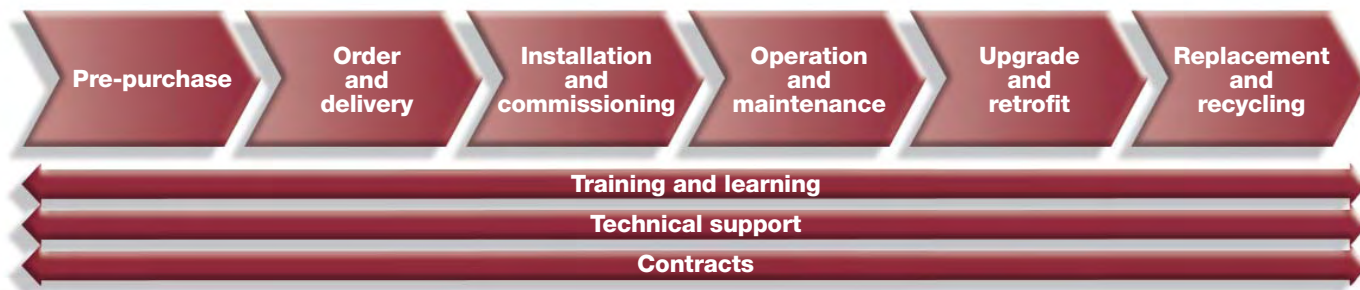 Pre-purchase
Order
and
delivery
Installation
and
commissioning
Operation
and
maintenance
Upgrade
and
retrofit
Replacement
and
recycling
Training and learning
Technical support
Contracts